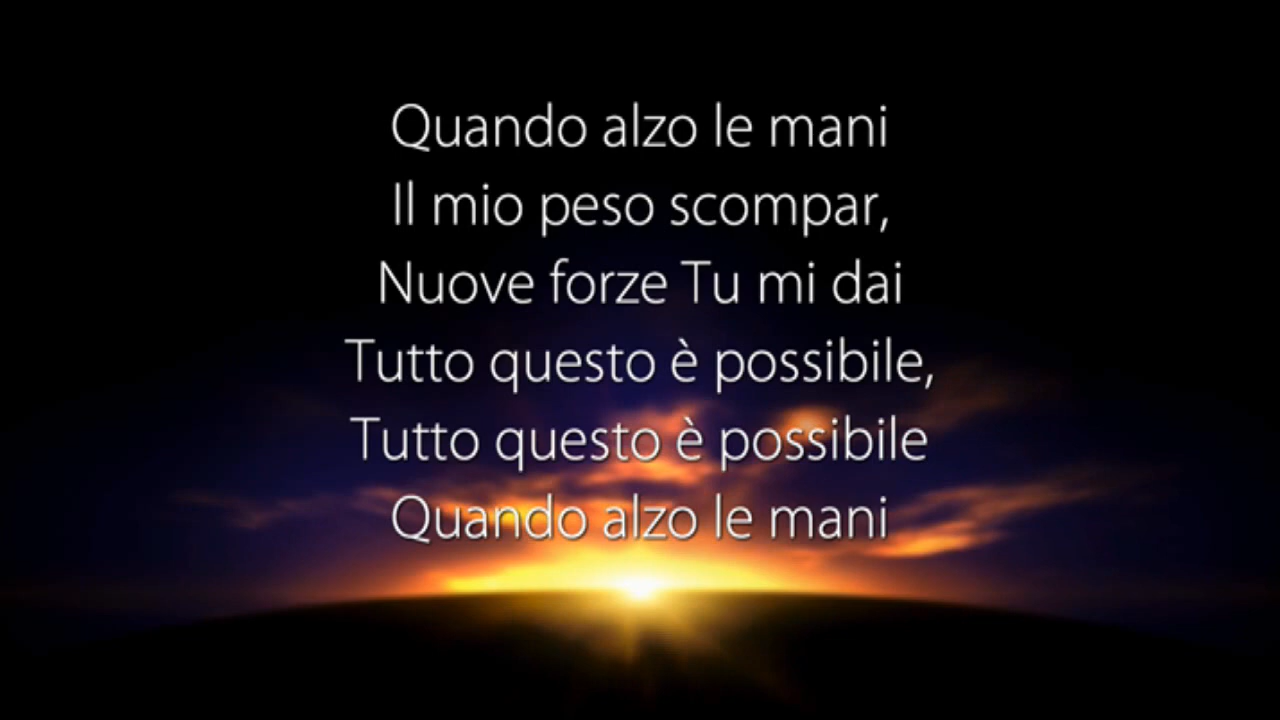 Quando alzo le mani
Il mio peso scompar,
Nuove forze Tu mi dai
Tutto questo è possibile,
Tutto questo è possibile
Quando alzo le mani